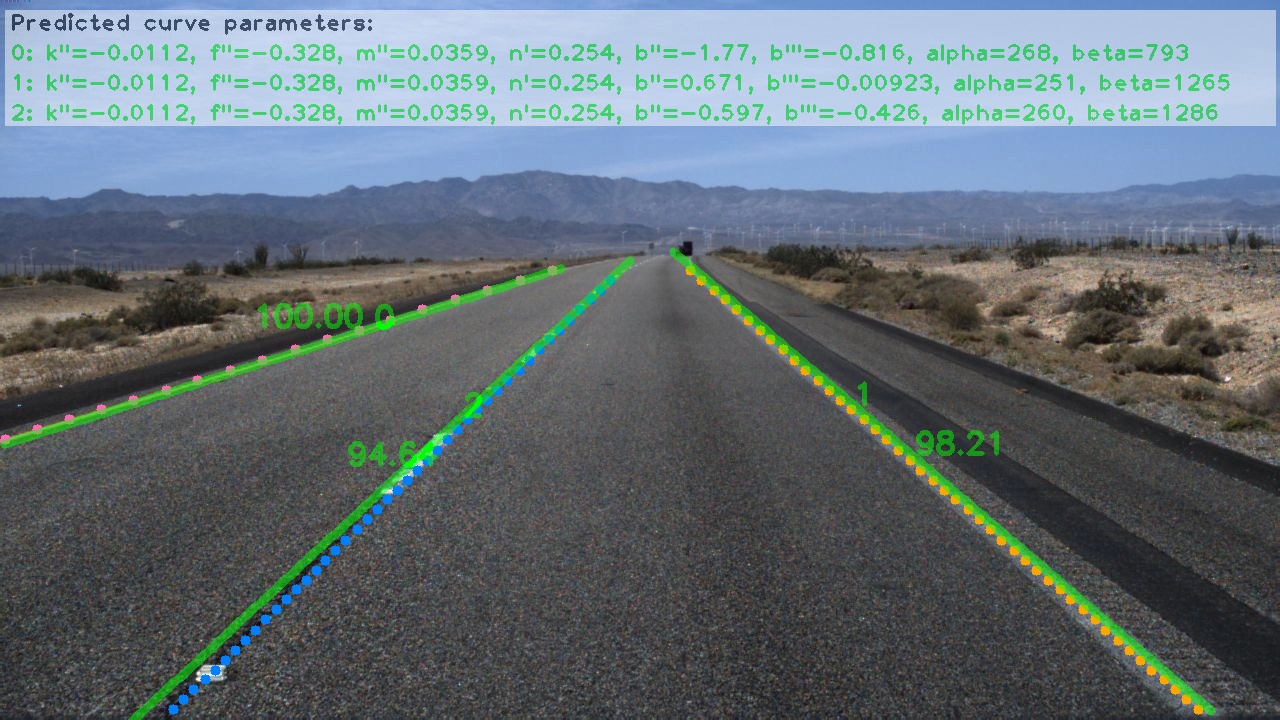 Predicted curve parameters:
0: k''=-0.0112, f''=-0.328, m''=0.0359, n'=0.254, b''=-1.77, b'''=-0.816, alpha=268, beta=793
1: k''=-0.0112, f''=-0.328, m''=0.0359, n'=0.254, b''=0.671, b'''=-0.00923, alpha=251, beta=1265
2: k''=-0.0112, f''=-0.328, m''=0.0359, n'=0.254, b''=-0.597, b'''=-0.426, alpha=260, beta=1286
100.00 0
2
1
98.21